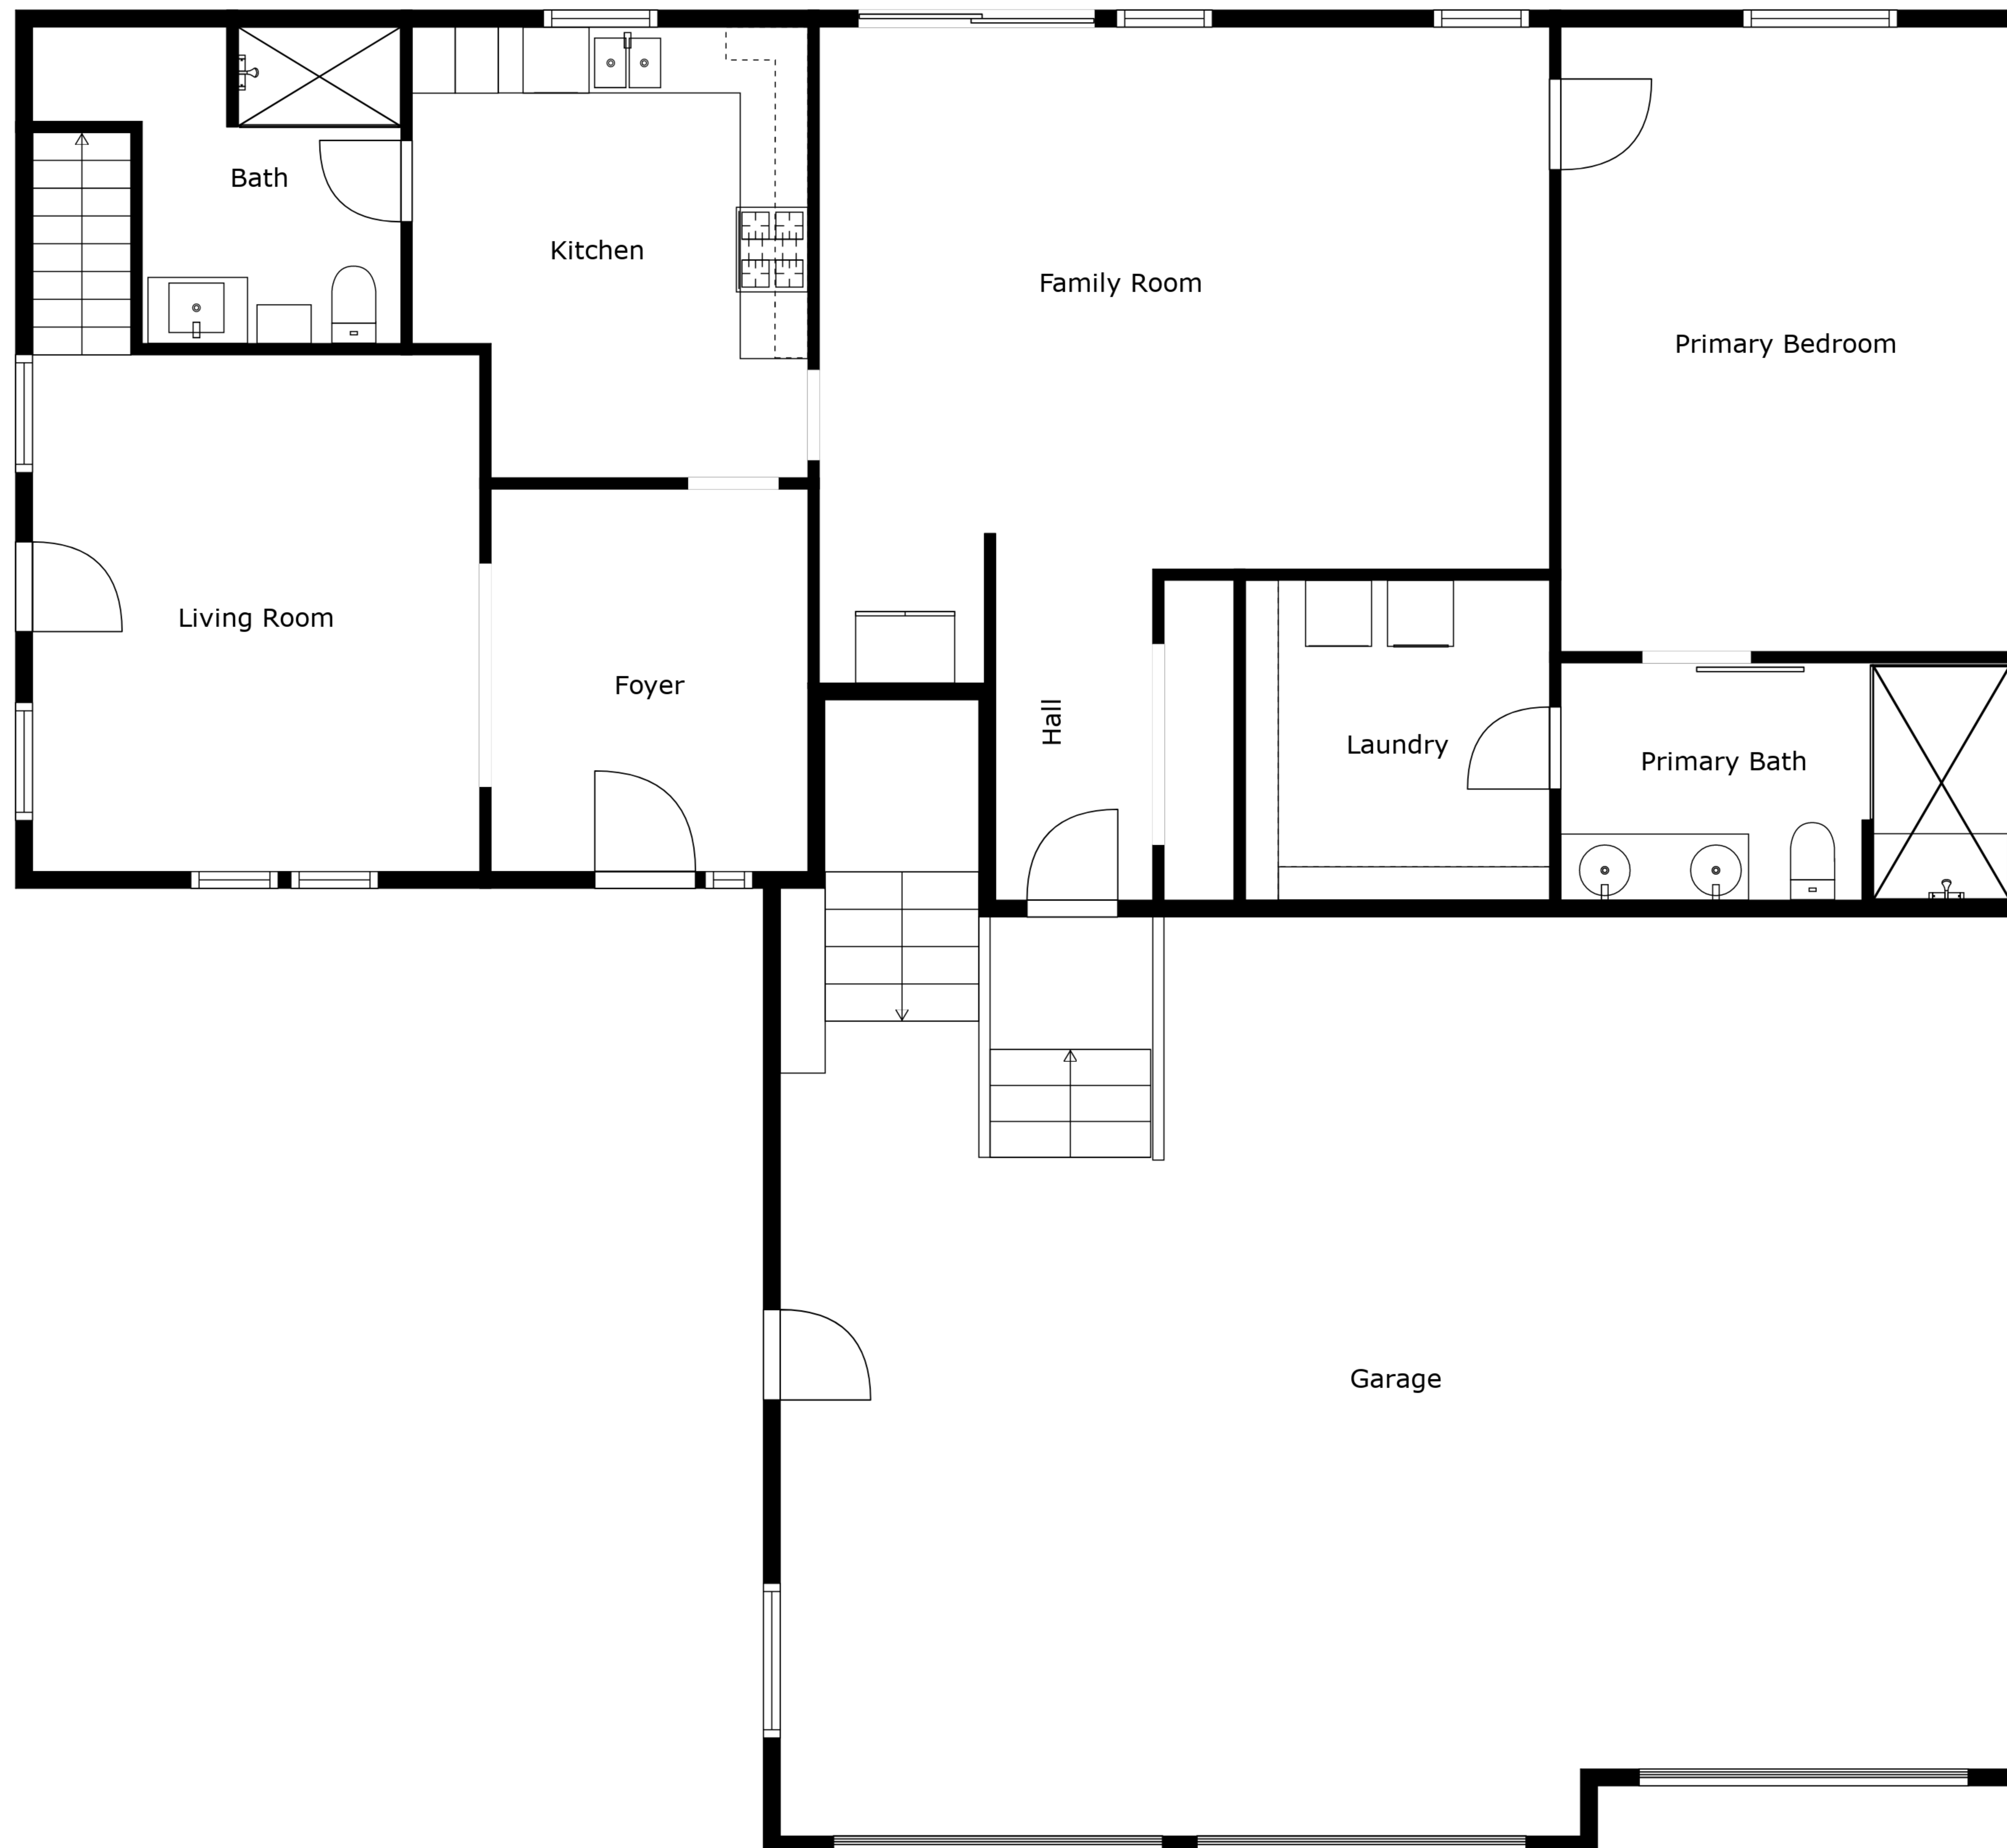 Bath
Kitchen
Family Room
Primary Bedroom
Living Room
Foyer
Hall
Laundry
Primary Bath
Garage